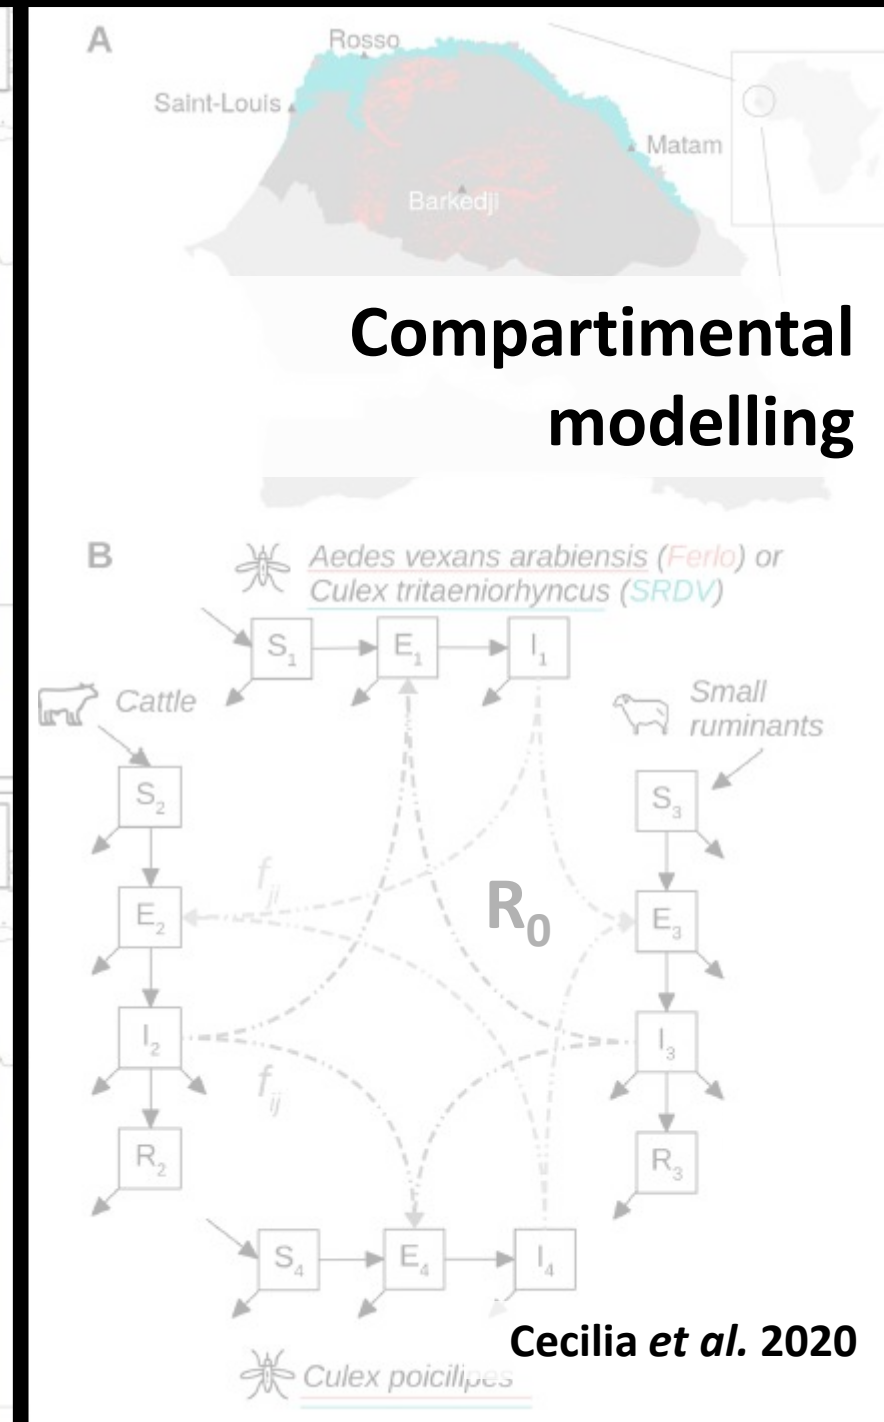 A
Rosso
Saint-Louis
Matam
Barkedji
Compartimental
modelling
B
Aedes vexans arabiensis (Ferlo) or
Culex tritaeniorhyncus (SRDV)
S1 E1 I1
Cattle
Small
ruminants
S2
S3
fji
R0
E2
E3
I2
I3
fij
R2
R3
S4 E4 I4
Cecilia et al. 2020
Culex poicilipes